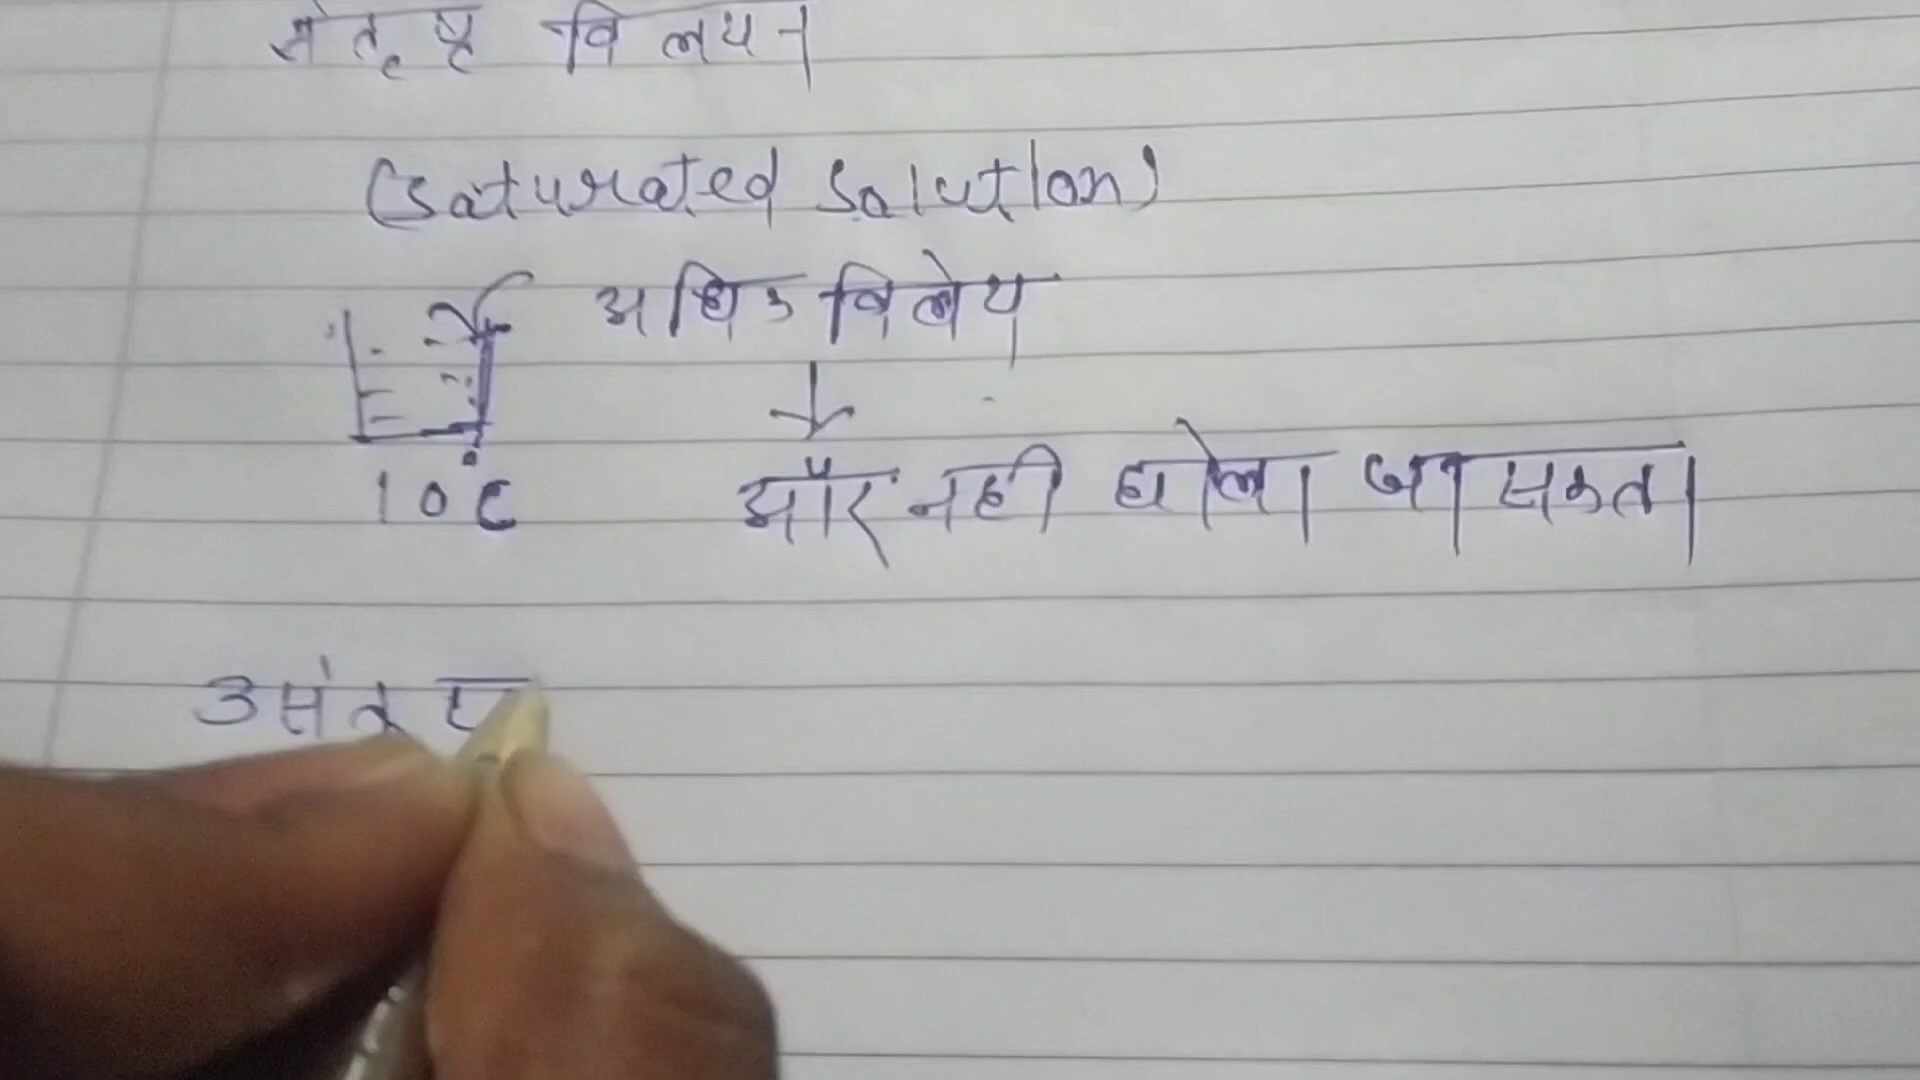 संतृष्ट विलयन
(saturated solution)
अधिक विलेय
10°C और नही घोला जा सकता
असंतृ